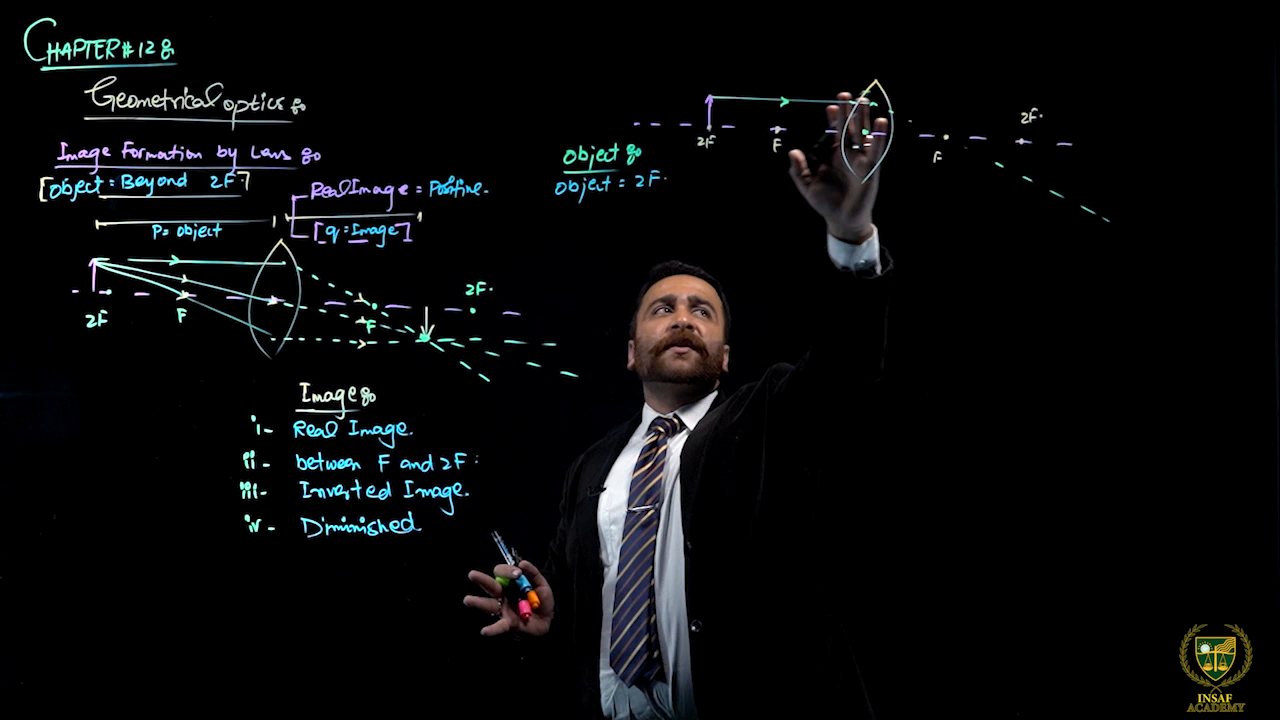 CHAPTER # 12 :
Geometrical optics :
Image Formation by Lens :
[Object = Beyond 2F.]
Real Image = Positive.
[q = Image]
P = object
2F
F
F
2F.
Image :
i- Real Image.
ii- between F and 2F :
iii- Inverted Image.
iv- Diminished
Object :
object = 2F.
2F
F
F
2F.
INSAF
ACADEMY